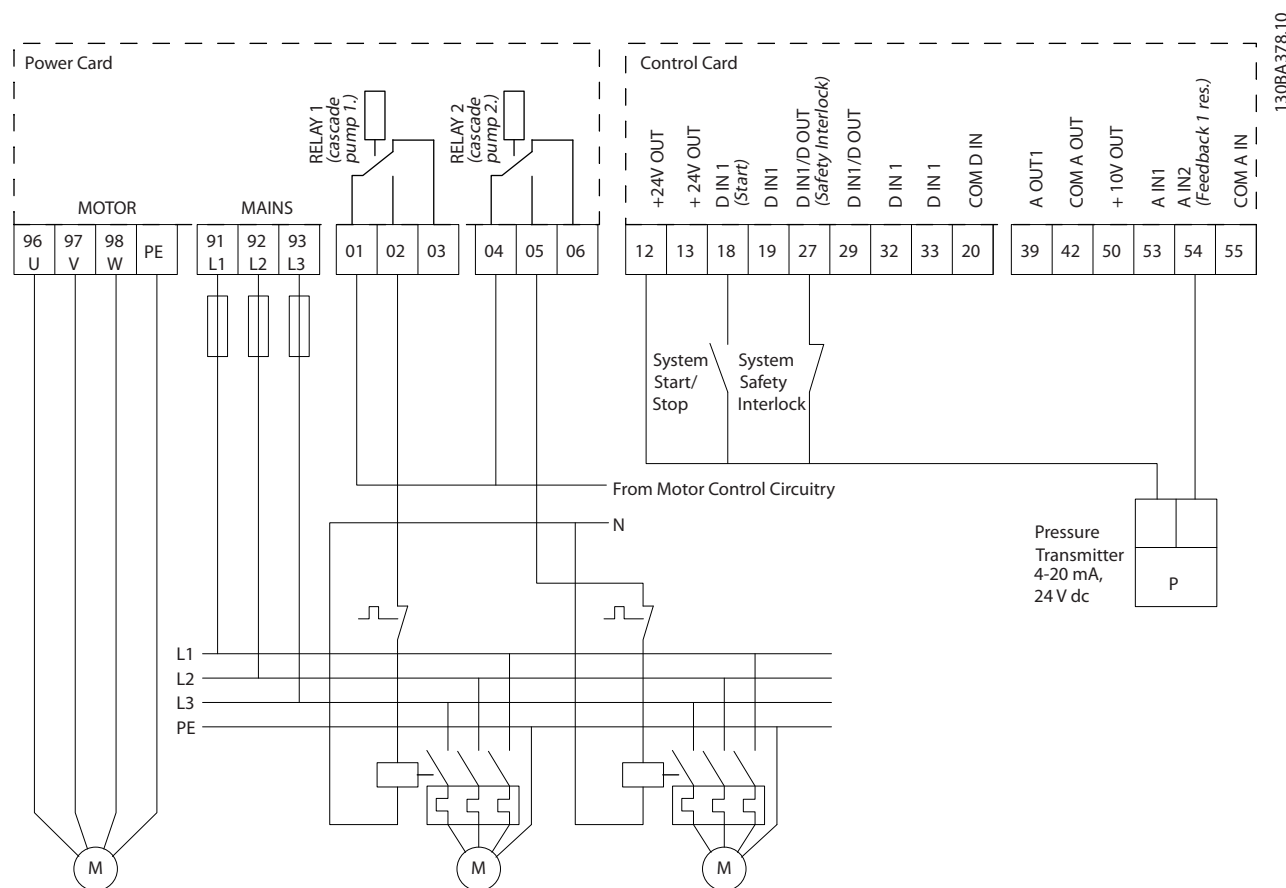 130BA378.10
Power Card
Control Card
RELAY 1
(cascade
pump 1.)
RELAY 2
(cascade
pump 2.)
+24V OUT
+ 24V OUT
D IN 1
(Start)
D IN1
D IN1/D OUT
(Safety Interlock)
D IN1/D OUT
D IN 1
D IN 1
COM D IN
A OUT1
COM A OUT
+ 10V OUT
A IN1
A IN2
(Feedback 1 res.)
COM A IN
MOTOR
MAINS
96 97 98 PE
U V W
91 92 93
L1 L2 L3
01 02 03
04 05 06
12 13 18 19 27 29 32 33 20
39 42 50 53 54 55
System
Start/
Stop
System
Safety
Interlock
From Motor Control Circuitry
N
Pressure
Transmitter
4-20 mA,
24 V dc
P
L1
L2
L3
PE
M
M
M